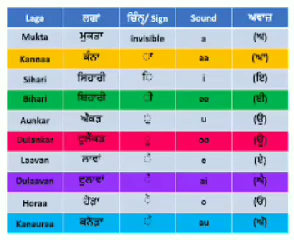 Laga ਲਗਾਂ ਚਿੰਨ੍ਹ/ Sign Sound ਅਵਾਜ਼
Mukta ਮੁਕਤਾ invisible a (ਅ)
Kannaa ਕੰਨਾ ਾ aa (ਆ)
Sihari ਸਿਹਾਰੀ ਿ i (ਇ)
Bihari ਬਿਹਾਰੀ ੀ ee (ਈ)
Aunkar ਔਂਕੜ ੁ u (ਉ)
Dulankar ਦੁਲੈਂਕੜ ੂ oo (ਊ)
Laavan ਲਾਵਾਂ ੇ e (ਏ)
Dulaavan ਦੁਲਾਵਾਂ ੈ ai (ਐ)
Horaa ਹੋੜਾ ੋ o (ਓ)
Kanauraa ਕਨੌੜਾ ੌ au (ਔ)